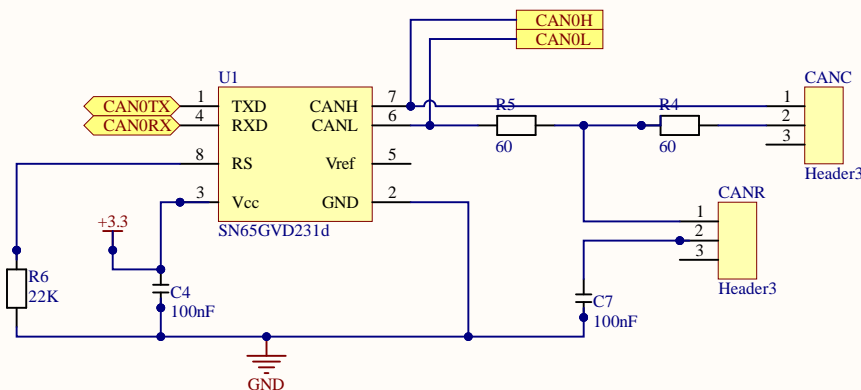 CAN0H
CAN0L
U1
CANC
CAN0TX
1
TXD
CANH
7
R5
R4
1
CAN0RX
4
RXD
CANL
6
2
60
60
3
8
RS
Vref
5
Header3
CANR
3
Vcc
GND
2
1
+3.3
SN65GVD231d
2
3
R6
22K
C4
100nF
C7
100nF
Header3
GND